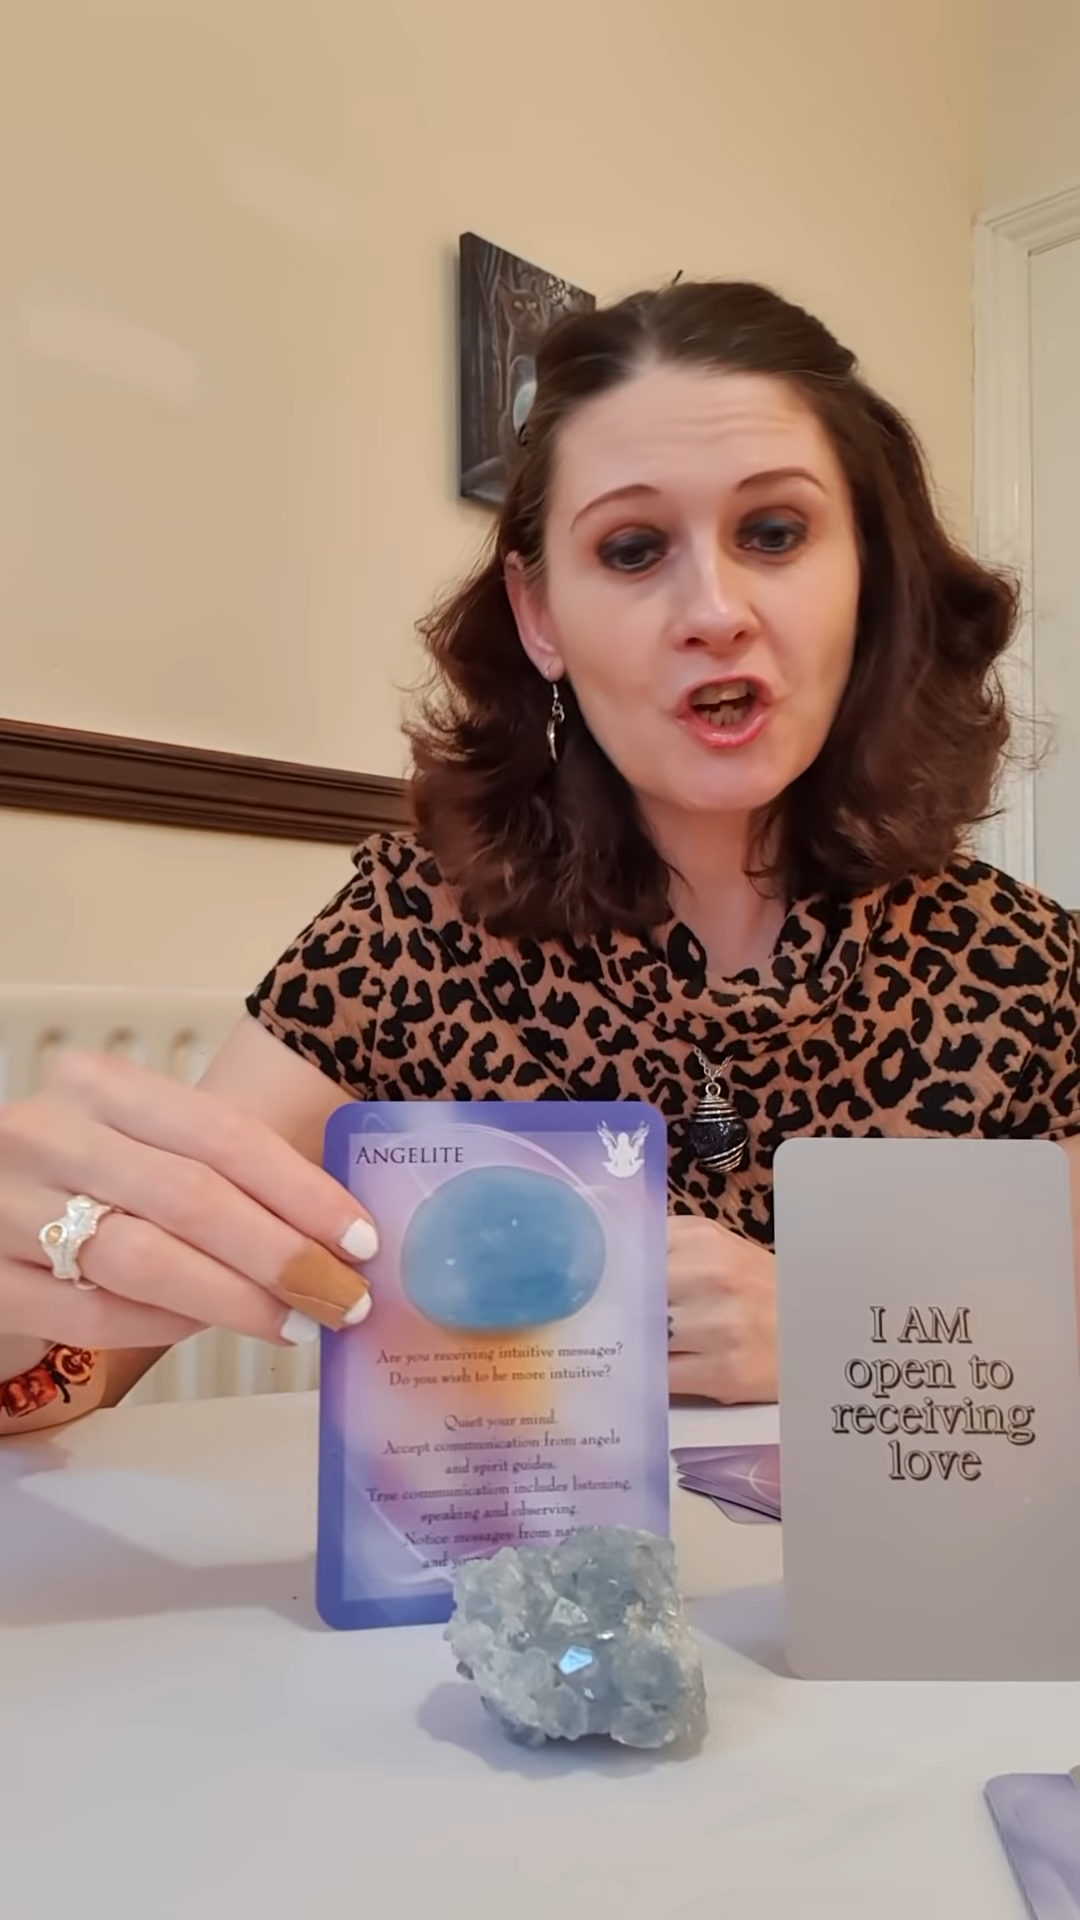 ANGELITE
Are you receiving intuitive messages?
Do you wish to be more intuitive?
Quiet your mind.
Accept communication from angels
and spirit guides.
True communication includes listening,
speaking and observing.
Notice messages from
and
I AM
open to
receiving
love